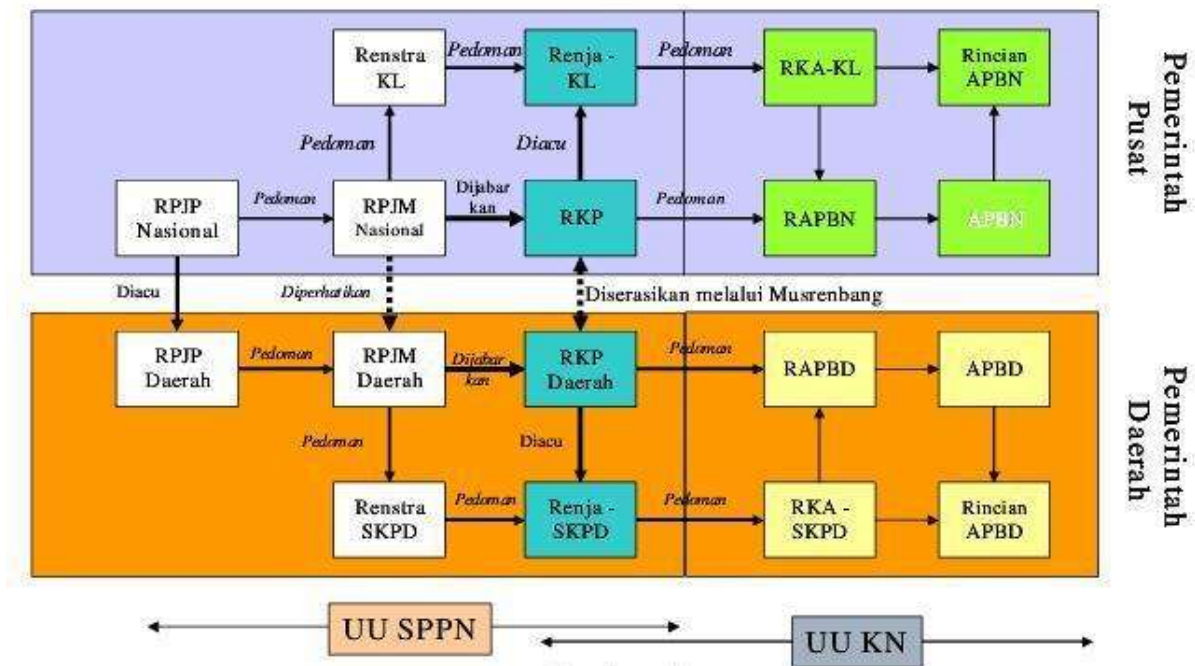 Pemerintah
Pusat
Renstra
KL
Pedoman
Renja -
KL
Pedoman
RKA-KL
Rincian
APBN
Pedoman
Diacu
RPJP
Nasional
Pedoman
RPJM
Nasional
Dijabar
kan
RKP
Pedoman
RAPBN
APBN
Diacu
Diperhatikan
Diserasikan melalui Musrenbang
Pemerintah
Daerah
RPJP
Daerah
Pedoman
RPJM
Daerah
Dijabar
kan
RKP
Daerah
Pedoman
RAPBD
APBD
Pedoman
Diacu
Renstra
SKPD
Pedoman
Renja -
SKPD
Pedoman
RKA -
SKPD
Rincian
APBD
UU SPPN
UU KN